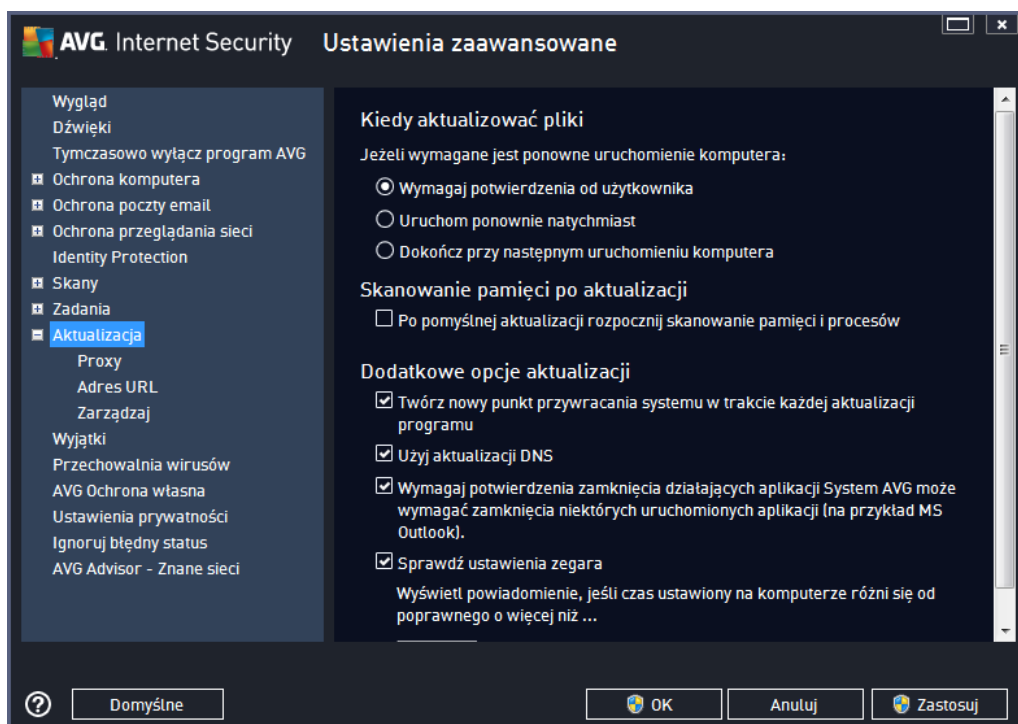 AVG. Internet Security Ustawienia zaawansowane
Wygląd
Dźwięki
Tymczasowo wyłącz program AVG
Ochrona komputera
Ochrona poczty email
Ochrona przeglądania sieci
Identity Protection
Skany
Zadania
Aktualizacja
Proxy
Adres URL
Zarządzaj
Wyjątki
Przechowalnia wirusów
AVG Ochrona własna
Ustawienia prywatności
Ignoruj błędny status
AVG Advisor - Znane sieci
Kiedy aktualizować pliki
Jeżeli wymagane jest ponowne uruchomienie komputera:
Wymagaj potwierdzenia od użytkownika
Uruchom ponownie natychmiast
Dokończ przy następnym uruchomieniu komputera
Skanowanie pamięci po aktualizacji
Po pomyślnej aktualizacji rozpocznij skanowanie pamięci i procesów
Dodatkowe opcje aktualizacji
Twórz nowy punkt przywracania systemu w trakcie każdej aktualizacji
programu
Użyj aktualizacji DNS
Wymagaj potwierdzenia zamknięcia działających aplikacji System AVG może
wymagać zamknięcia niektórych uruchomionych aplikacji (na przykład MS
Outlook).
Sprawdź ustawienia zegara
Wyświetl powiadomienie, jeśli czas ustawiony na komputerze różni się od
poprawnego o więcej niż ...
Domyślne
OK
Anuluj
Zastosuj